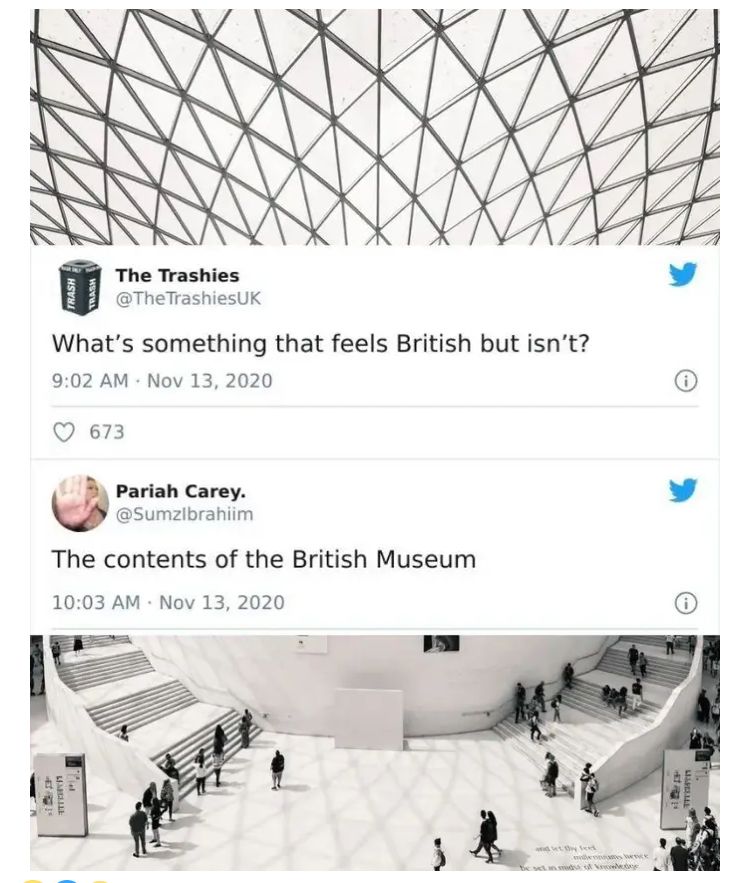 TRASH
TRASH
The Trashies
@TheTrashiesUK
What's something that feels British but isn't?
9:02 AM · Nov 13, 2020
673
Pariah Carey.
@SumzIbrahiim
The contents of the British Museum
10:03 AM · Nov 13, 2020
and let thy feet
millenniums hence
be set in midst of knowledge